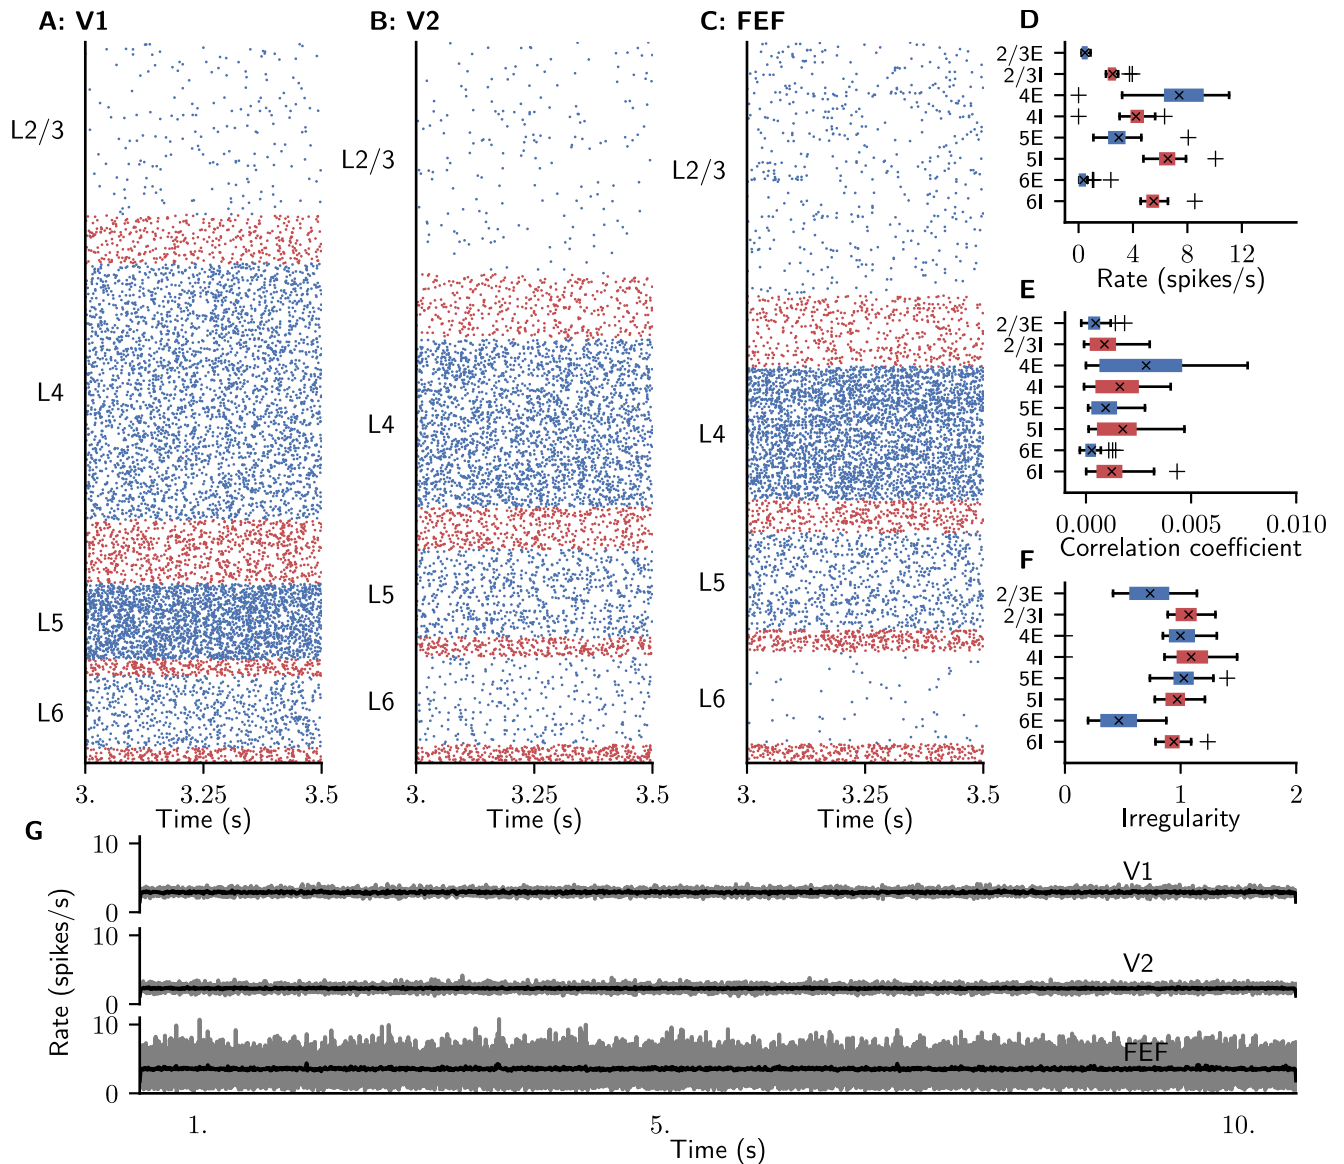 A: V1
L2/3
L4
L5
L6
3. 3.25 3.5
Time (s)
B: V2
L2/3
L4
L5
L6
3. 3.25 3.5
Time (s)
C: FEF
L2/3
L4
L5
L6
3. 3.25 3.5
Time (s)
D
2/3E
2/3I
4E
4I
5E
5I
6E
6I
0 4 8 12
Rate (spikes/s)
E
2/3E
2/3I
4E
4I
5E
5I
6E
6I
0.000 0.005 0.010
Correlation coefficient
F
2/3E
2/3I
4E
4I
5E
5I
6E
6I
0 1 2
Irregularity
G
Rate (spikes/s)
10
V1
0
10
V2
0
10
FEF
0
1. 5. 10.
Time (s)